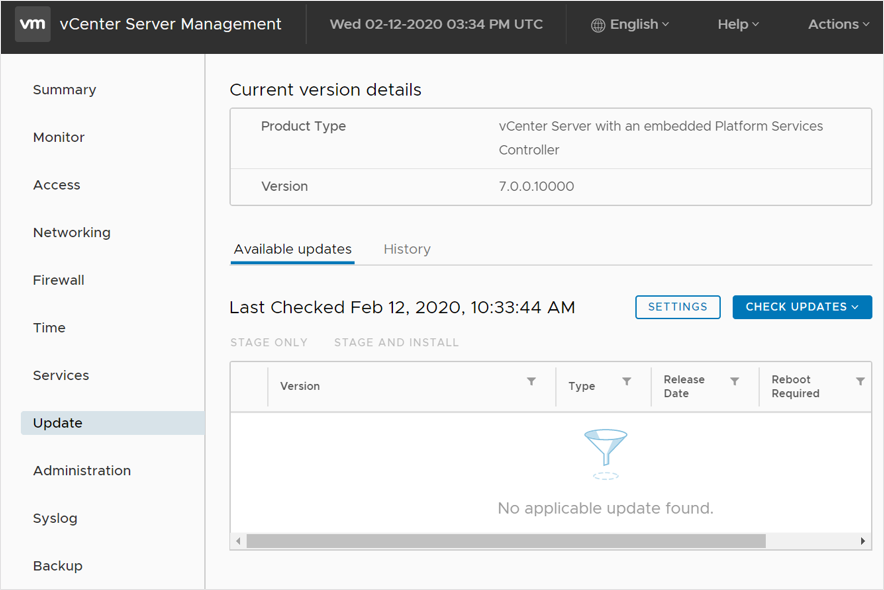 vm vCenter Server Management Wed 02-12-2020 03:34 PM UTC English Help Actions
Summary
Monitor
Access
Networking
Firewall
Time
Services
Update
Administration
Syslog
Backup
Current version details
Product Type vCenter Server with an embedded Platform Services
Controller
Version 7.0.0.10000
Available updates History
Last Checked Feb 12, 2020, 10:33:44 AM SETTINGS CHECK UPDATES
STAGE ONLY STAGE AND INSTALL
Version Type Release Date Reboot Required
No applicable update found.